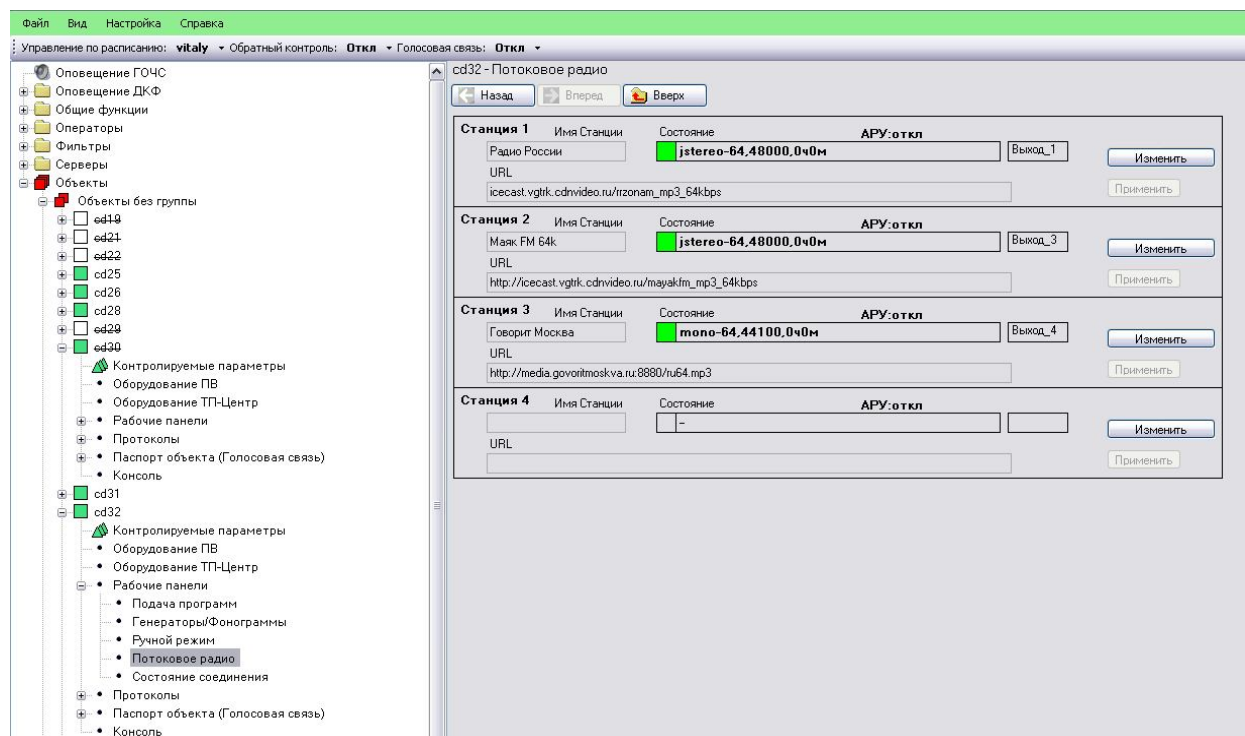 Файл Вид Настройка Справка
Управление по расписанию: vitaly Обратный контроль: Откл Голосовая связь: Откл
Оповещение ГОЧС
Оповещение ДКФ
Общие функции
Операторы
Фильтры
Серверы
Объекты
Объекты без группы
cd19
cd21
cd22
cd25
cd26
cd28
cd29
cd30
Контролируемые параметры
Оборудование ПВ
Оборудование ТП-Центр
Рабочие панели
Протоколы
Паспорт объекта (Голосовая связь)
Консоль
cd31
cd32
Контролируемые параметры
Оборудование ПВ
Оборудование ТП-Центр
Рабочие панели
Подача программ
Генераторы/Фонограммы
Ручной режим
Потоковое радио
Состояние соединения
Протоколы
Паспорт объекта (Голосовая связь)
Консоль
cd32 - Потоковое радио
Назад Вперед Вверх
Станция 1 Имя Станции Состояние АРУ:откл
Радио России jstereo-64,48000,0ч0м Выход_1 Изменить
URL
icecast.vgtrk.cdnvideo.ru/rrzonam_mp3_64kbps Применить
Станция 2 Имя Станции Состояние АРУ:откл
Маяк FM 64k jstereo-64,48000,0ч0м Выход_3 Изменить
URL
http://icecast.vgtrk.cdnvideo.ru/mayakfm_mp3_64kbps Применить
Станция 3 Имя Станции Состояние АРУ:откл
Говорит Москва mono-64,44100,0ч0м Выход_4 Изменить
URL
http://media.govoritmoskva.ru:8880/ru64.mp3 Применить
Станция 4 Имя Станции Состояние АРУ:откл
- Изменить
URL
Применить